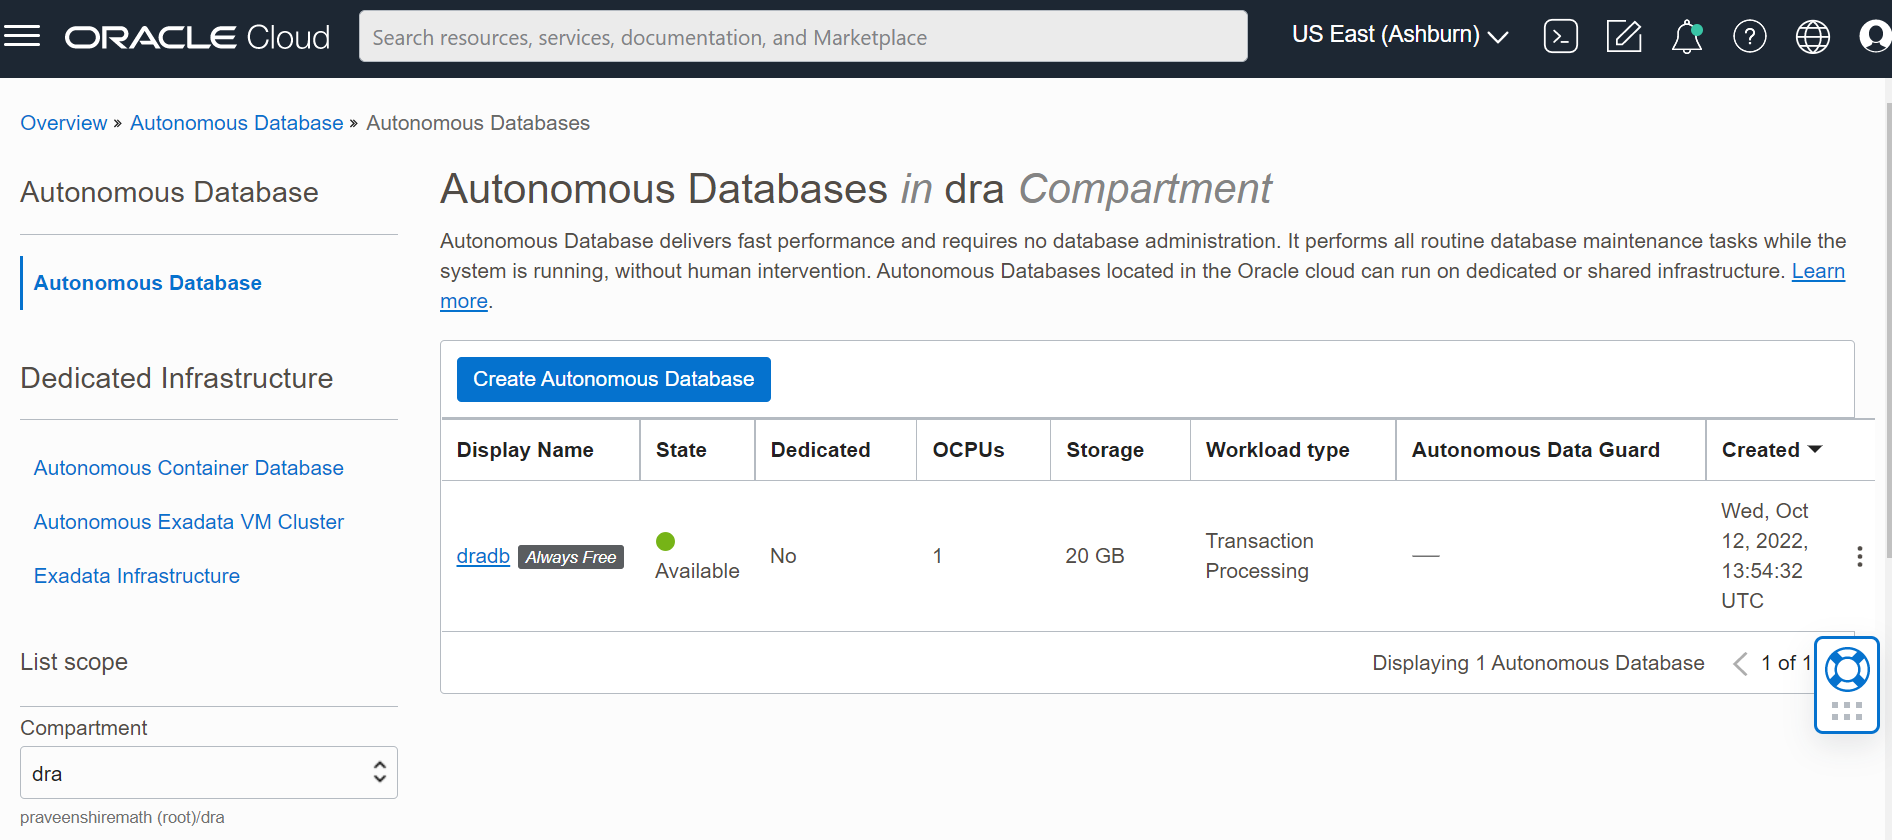 ORACLE Cloud
Search resources, services, documentation, and Marketplace
US East (Ashburn)
Overview » Autonomous Database » Autonomous Databases
Autonomous Database
Autonomous Database
Dedicated Infrastructure
Autonomous Container Database
Autonomous Exadata VM Cluster
Exadata Infrastructure
List scope
Compartment
dra
praveenshiremath (root)/dra
Autonomous Databases in dra Compartment
Autonomous Database delivers fast performance and requires no database administration. It performs all routine database maintenance tasks while the
system is running, without human intervention. Autonomous Databases located in the Oracle cloud can run on dedicated or shared infrastructure. Learn
more.
Create Autonomous Database
Display Name State Dedicated OCPUs Storage Workload type Autonomous Data Guard Created
dradb Always Free
Available
No
1
20 GB
Transaction
Processing
—
Wed, Oct
12, 2022,
13:54:32
UTC
Displaying 1 Autonomous Database 1 of 1